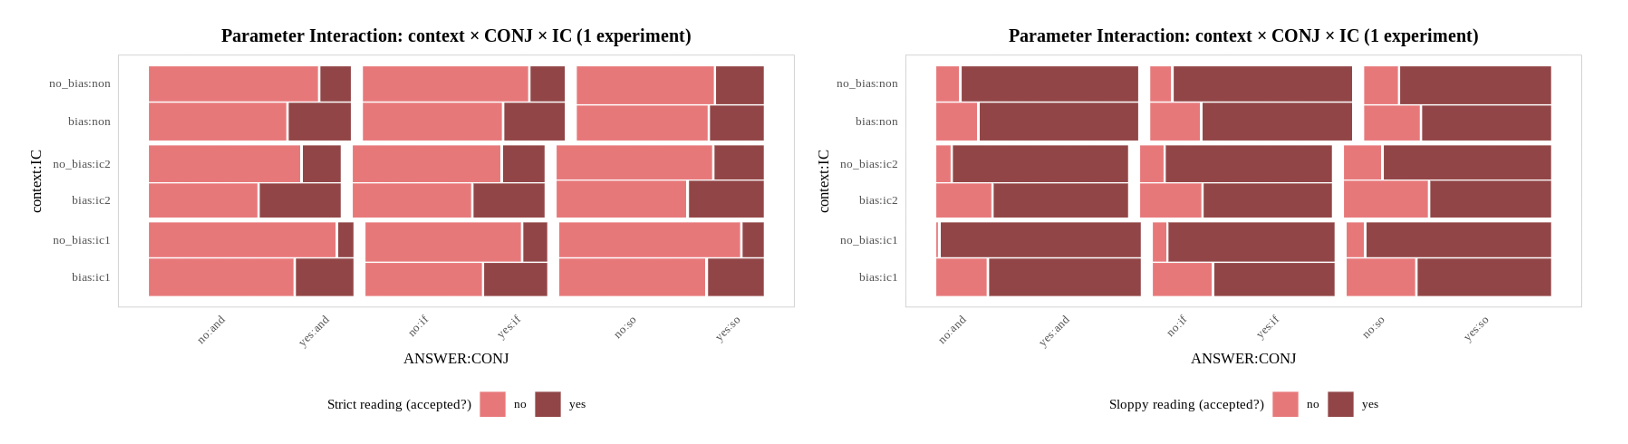 Parameter Interaction: context × CONJ × IC (1 experiment)
no_bias:non
bias:non
no_bias:ic2
bias:ic2
no_bias:ic1
bias:ic1
context:IC
no:and
yes:and
no:if
yes:if
no:so
yes:so
ANSWER:CONJ
Strict reading (accepted?) no yes
Parameter Interaction: context × CONJ × IC (1 experiment)
no_bias:non
bias:non
no_bias:ic2
bias:ic2
no_bias:ic1
bias:ic1
context:IC
no:and
yes:and
no:if
yes:if
no:so
yes:so
ANSWER:CONJ
Sloppy reading (accepted?) no yes